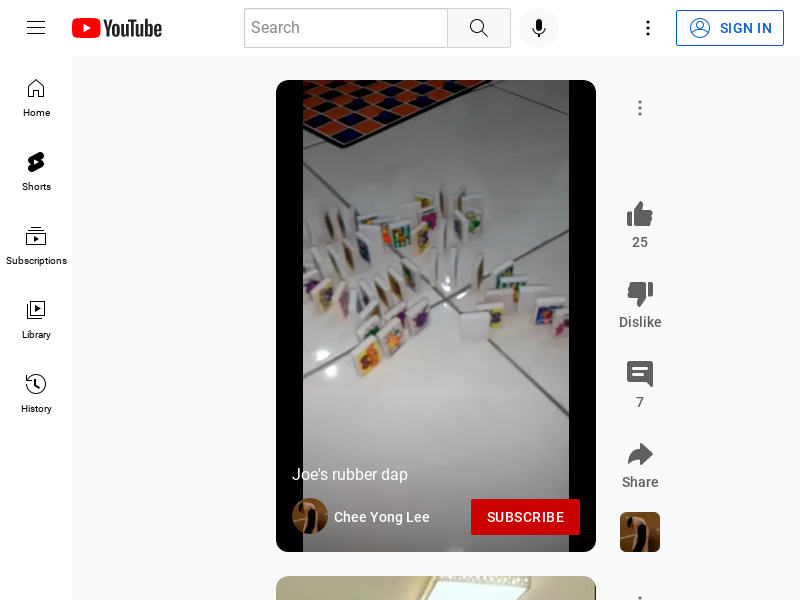 YouTube
Search
SIGN IN
Home
Shorts
Subscriptions
Library
History
25
Dislike
7
Share
Joe's rubber dap
Chee Yong Lee
SUBSCRIBE